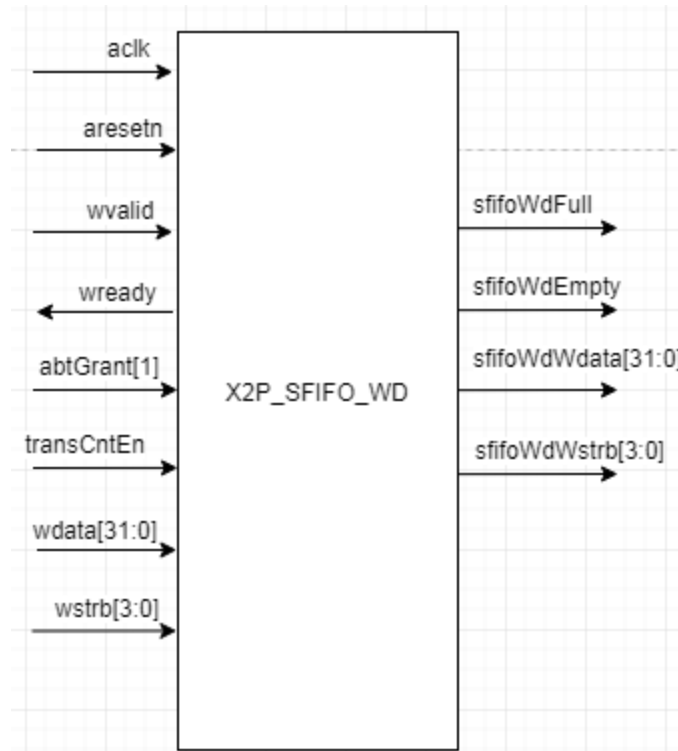 aclk
aresetn
wvalid
wready
abtGrant[1]
transCntEn
wdata[31:0]
wstrb[3:0]
X2P_SFIFO_WD
sfifoWdFull
sfifoWdEmpty
sfifoWdWdata[31:0]
sfifoWdWstrb[3:0]